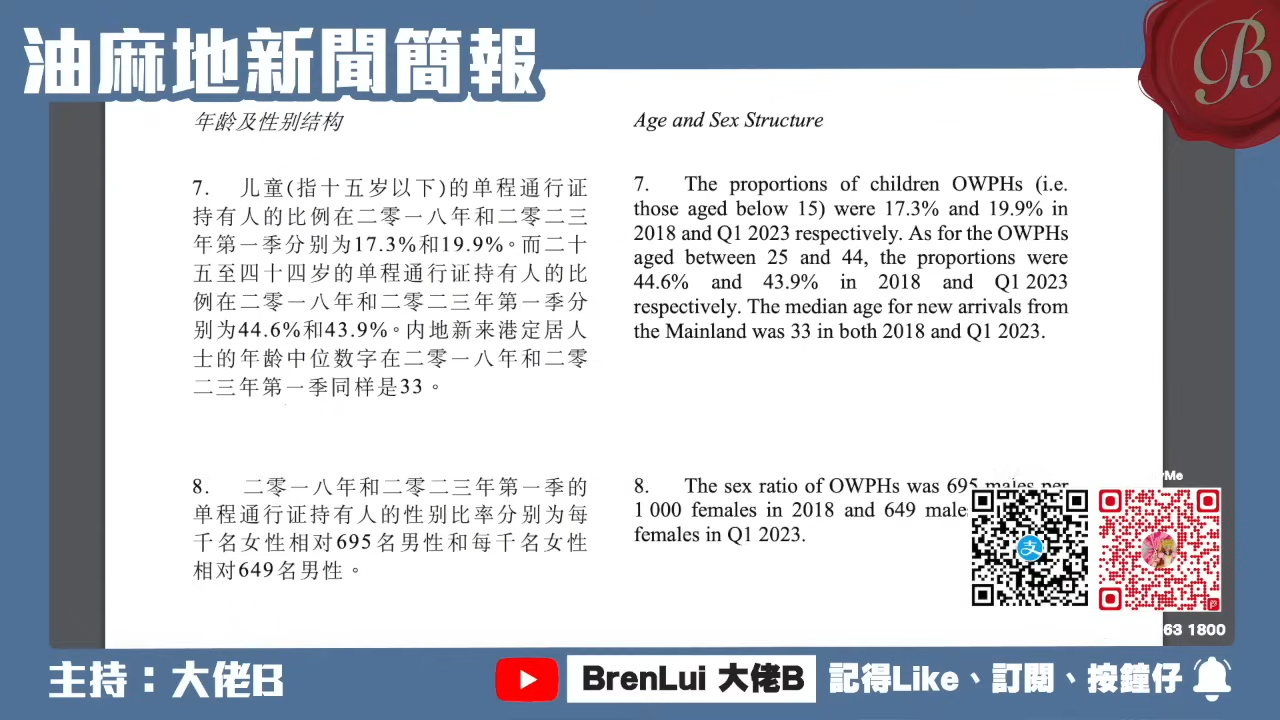 油麻地新聞簡報
B
年龄及性别结构
7. 儿童(指十五岁以下)的单程通行证
持有人的比例在二零一八年和二零二三
年第一季分别为17.3%和19.9%。而二十
五至四十四岁的单程通行证持有人的比
例在二零一八年和二零二三年第一季分
别为44.6%和43.9%。内地新来港定居人
士的年龄中位数字在二零一八年和二零
二三年第一季同样是33。
8. 二零一八年和二零二三年第一季的
单程通行证持有人的性别比率分别为每
千名女性相对695名男性和每千名女性
相对649名男性。
Age and Sex Structure
7. The proportions of children OWPHs (i.e.
those aged below 15) were 17.3% and 19.9% in
2018 and Q1 2023 respectively. As for the OWPHs
aged between 25 and 44, the proportions were
44.6% and 43.9% in 2018 and Q1 2023
respectively. The median age for new arrivals from
the Mainland was 33 in both 2018 and Q1 2023.
8. The sex ratio of OWPHs was 695 males per
1 000 females in 2018 and 649 male
females in Q1 2023.
Me
支
63 1800
主持：大佬B
BrenLui 大佬B
記得Like、訂閱、按鐘仔